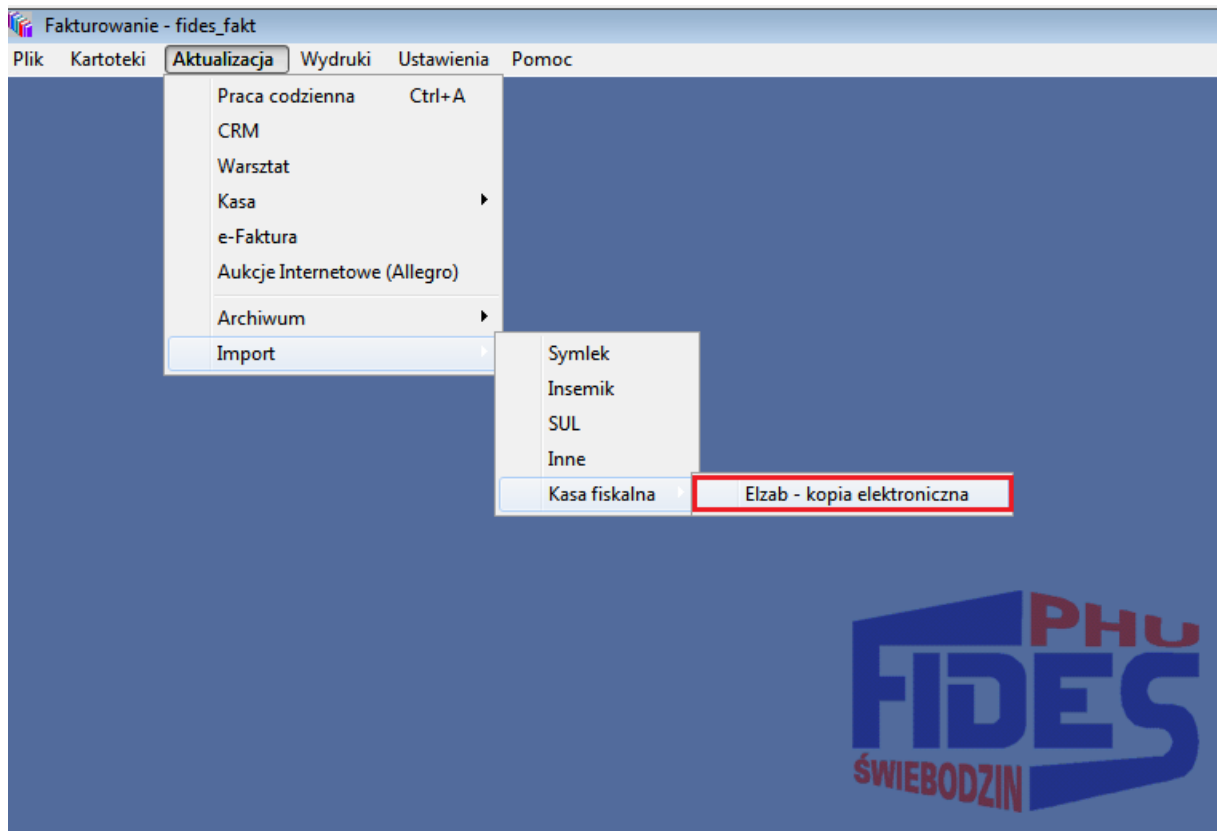 Fakturowanie - fides_fakt
Plik Kartoteki Aktualizacja Wydruki Ustawienia Pomoc
Praca codzienna Ctrl+A
CRM
Warsztat
Kasa
e-Faktura
Aukcje Internetowe (Allegro)
Archiwum
Import
Symlek
Insemik
SUL
Inne
Kasa fiskalna
Elzab - kopia elektroniczna
PHU
FIDES
ŚWIEBODZIN